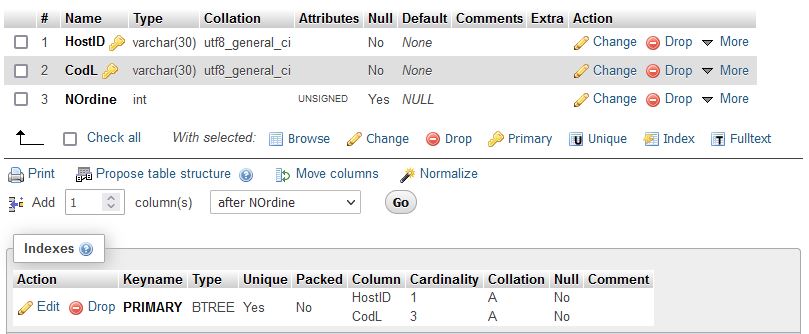 # Name Type Collation Attributes Null Default Comments Extra Action
1 HostID varchar(30) utf8_general_ci No None Change Drop More
2 CodL varchar(30) utf8_general_ci No None Change Drop More
3 NOrdine int UNSIGNED Yes NULL Change Drop More
Check all With selected: Browse Change Drop Primary Unique Index Fulltext
Print Propose table structure Move columns Normalize
Add 1 column(s) after NOrdine Go
Indexes
Action Keyname Type Unique Packed Column Cardinality Collation Null Comment
Edit Drop PRIMARY BTREE Yes No HostID 1 A No
CodL 3 A No